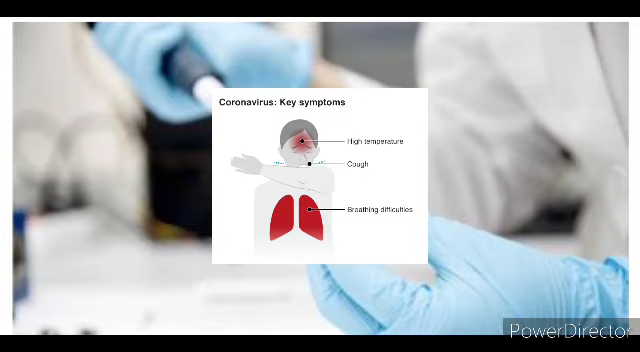 Coronavirus: Key symptoms
High temperature
Cough
Breathing difficulties
PowerDirector